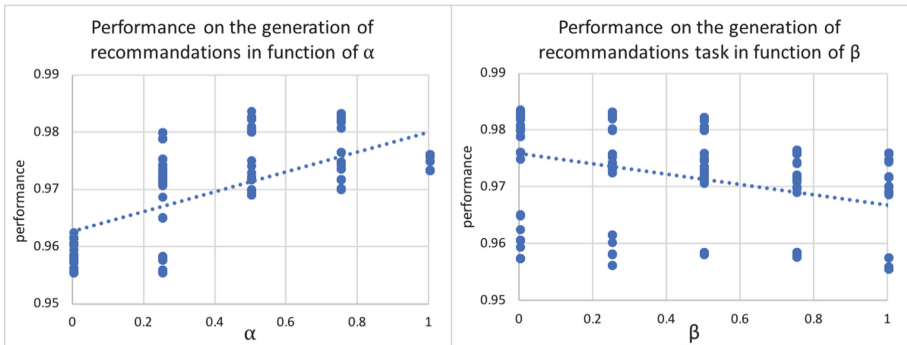 Performance on the generation of
recommandations in function of α
0.99
0.98
0.97
0.96
0.95
performance
0 0.2 0.4 0.6 0.8 1
α
Performance on the generation of
recommandations task in function of β
0.99
0.98
0.97
0.96
0.95
performance
0 0.2 0.4 0.6 0.8 1
β